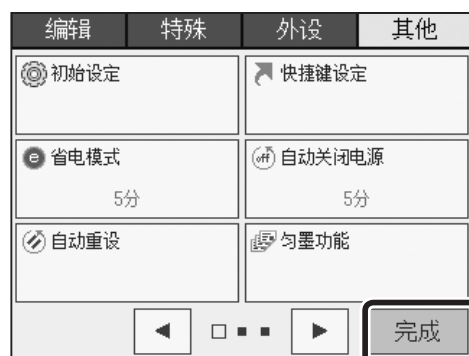 编辑 特殊 外设 其他
初始设定 快捷键设定
省电模式 自动关闭电源
5分 5分
自动重设 匀墨功能
完成